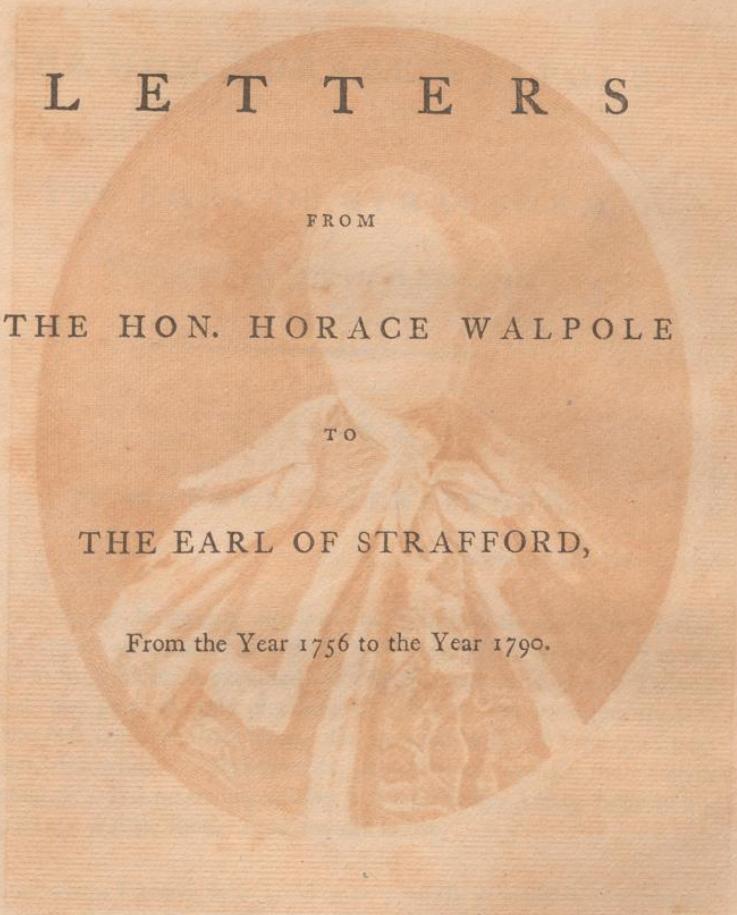 LETTERS
FROM
THE HON. HORACE WALPOLE
TO
THE EARL OF STRAFFORD,
From the Year 1756 to the Year 1790.